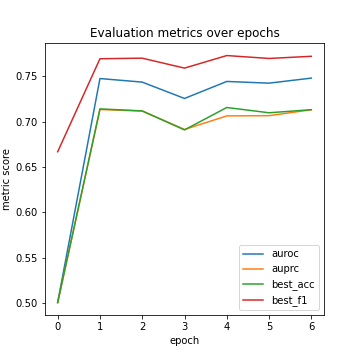 Evaluation metrics over epochs
metric score
0.75
0.70
0.65
0.60
0.55
0.50
auroc
auprc
best_acc
best_f1
0 1 2 3 4 5 6
epoch